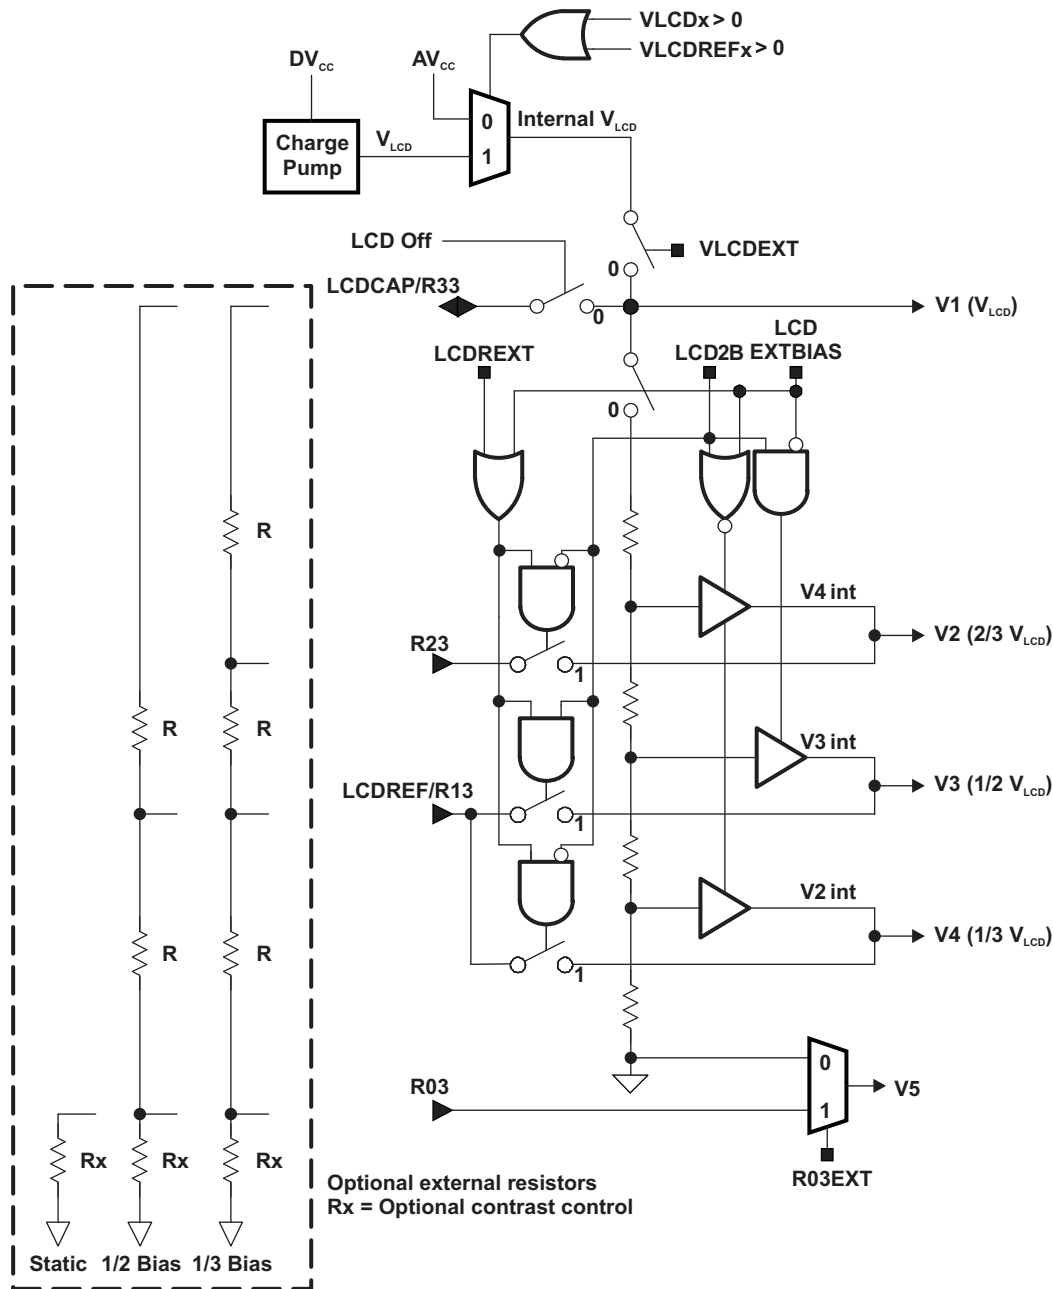 VLCDx > 0
VLCDREFx > 0
DVCC
AVCC
Charge
Pump
VLCD
0
1
Internal VLCD
LCD Off
VLCDEXT
0
LCDCAP/R33
0
V1 (VLCD)
LCDREXT
LCD2B
LCD
EXTBIAS
0
R
V4 int
R23
1
V2 (2/3 VLCD)
R
R
V3 int
LCDREF/R13
1
V3 (1/2 VLCD)
R
R
V2 int
1
V4 (1/3 VLCD)
R03
0
1
V5
R03EXT
Rx
Rx
Rx
Optional external resistors
Rx = Optional contrast control
Static
1/2 Bias
1/3 Bias